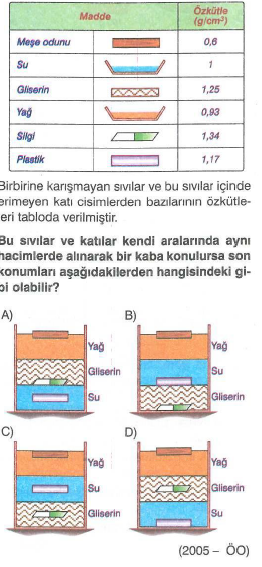 Madde Özkütle
(g/cm³)
Meşe odunu 0,6
Su 1
Gliserin 1,25
Yağ 0,93
Silgi 1,34
Plastik 1,17
Birbirine karışmayan sıvılar ve bu sıvılar içinde
erimeyen katı cisimlerden bazılarının özkütle-
leri tabloda verilmiştir.
Bu sıvılar ve katılar kendi aralarında aynı
hacimlerde alınarak bir kaba konulursa son
konumları aşağıdakilerden hangisindeki gi-
bi olabilir?
A) B)
Yağ Yağ
Gliserin Su
Su Gliserin
C) D)
Yağ Yağ
Su Gliserin
Gliserin Su
(2005 – ÖO)